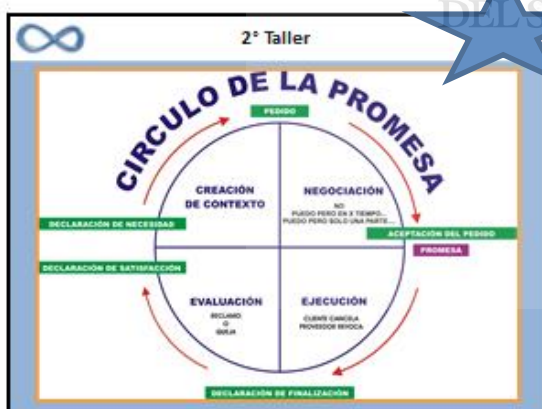 DEL S
2° Taller
CIRCULO DE LA PROMESA
PEDIDO
CREACIÓN
DE CONTEXTO
NEGOCIACIÓN
NO
PUEDO PERO EN X TIEMPO...
PUEDO PERO SOLO UNA PARTE...
DECLARACIÓN DE NECESIDAD
ACEPTACIÓN DEL PEDIDO
PROMESA
DECLARACIÓN DE SATISFACCIÓN
EVALUACIÓN
RECLAMO
O
QUEJA
EJECUCIÓN
CLIENTE CANCELA
PROVEEDOR REVOCA
DECLARACIÓN DE FINALIZACIÓN